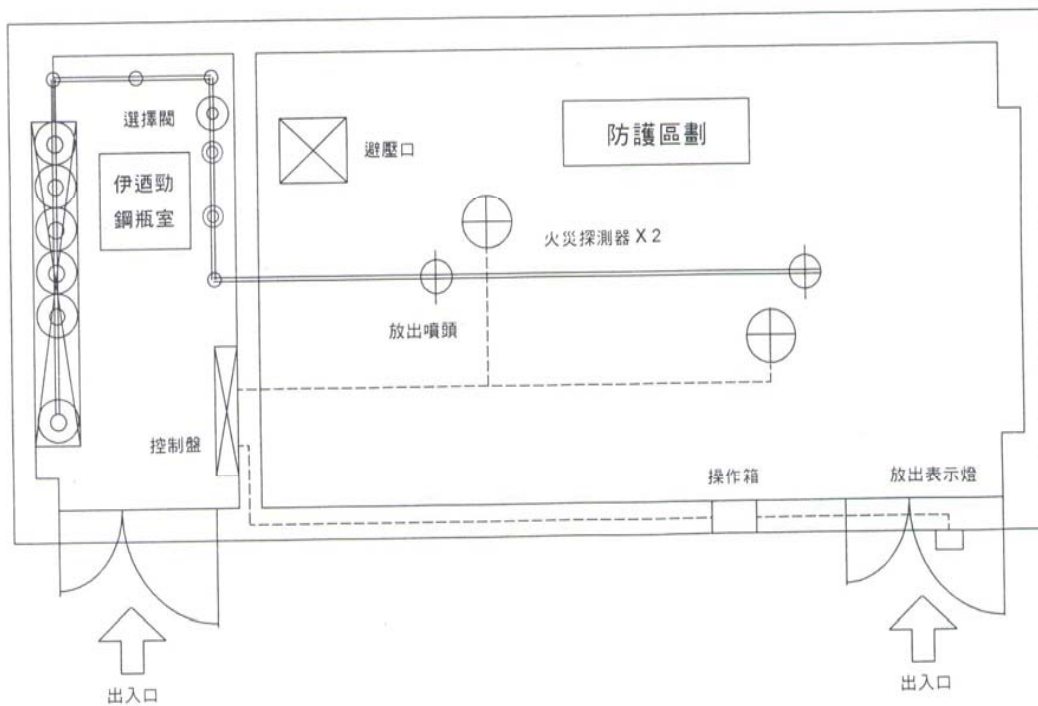 選擇閥
伊迺勁
鋼瓶室
避壓口
防護區劃
火災探測器 X 2
放出噴頭
控制盤
操作箱
放出表示燈
出入口
出入口